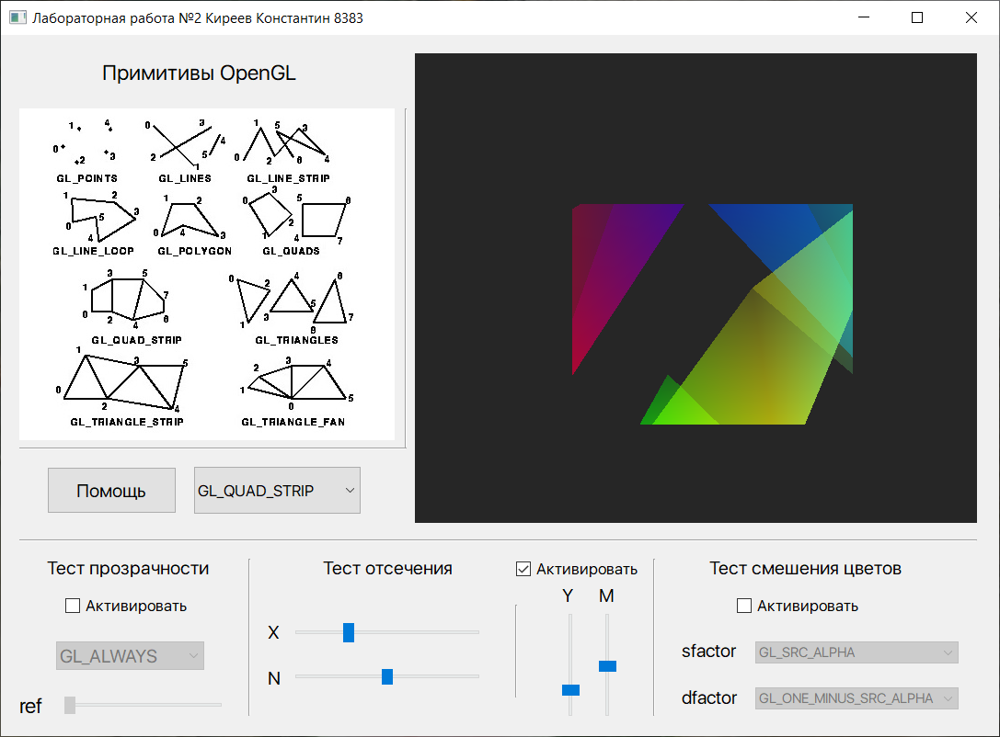 Лабораторная работа №2 Киреев Константин 8383
Примитивы OpenGL
1 4 0 3 2
GL_POINTS
0 3 4 2 5 1
GL_LINES
1 5 3 0 2 6 4
GL_LINE_STRIP
1 2 5 3 0 4
GL_LINE_LOOP
1 2 0 4 3
GL_POLYGON
3 0 5 6 2 1 4 7
GL_QUADS
3 5 1 7 0 2 4 6
GL_QUAD_STRIP
0 2 4 6 3 5 1 8 7
GL_TRIANGLES
1 3 5 0 2 4
GL_TRIANGLE_STRIP
2 3 4 1 0 5
GL_TRIANGLE_FAN
Помощь
GL_QUAD_STRIP
Тест прозрачности
Активировать
GL_ALWAYS
ref
Тест отсечения
Активировать
X
N
Y M
Тест смешения цветов
Активировать
sfactor
GL_SRC_ALPHA
dfactor
GL_ONE_MINUS_SRC_ALPHA